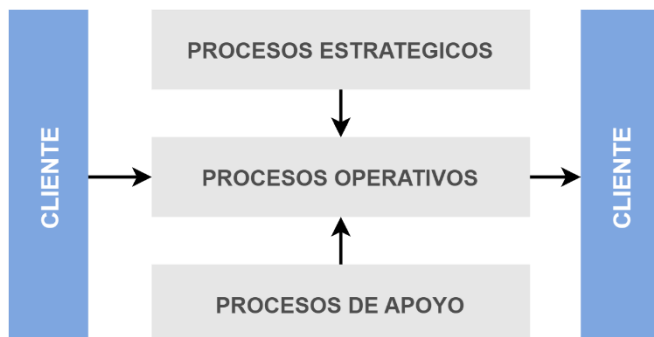 CLIENTE
PROCESOS ESTRATEGICOS
PROCESOS OPERATIVOS
PROCESOS DE APOYO
CLIENTE